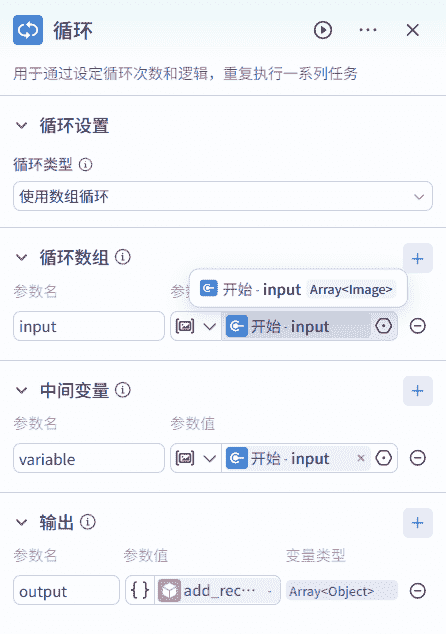 循环
用于通过设定循环次数和逻辑，重复执行一系列任务
循环设置
循环类型
使用数组循环
循环数组
开始 - input Array<Image>
参数名
input 开始 - input
中间变量
参数名 参数值
variable 开始 - input
输出
参数名 参数值 变量类型
output {} add_rec··· Array<Object>